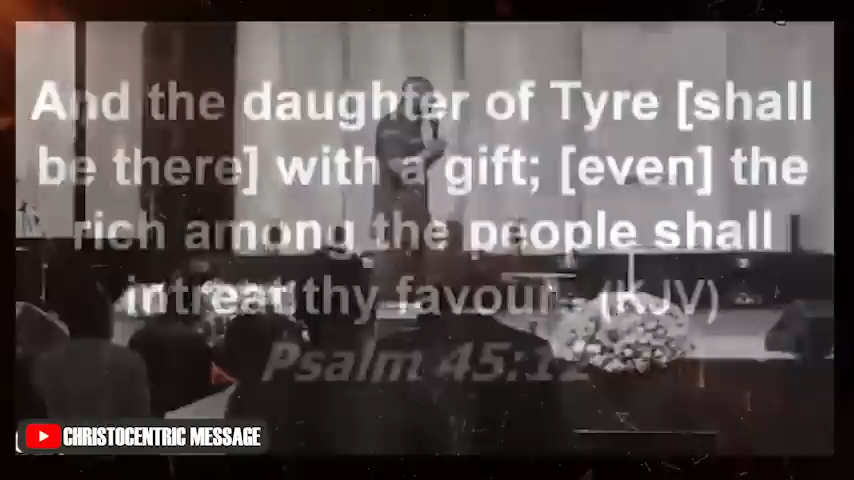 And the daughter of Tyre [shall
be there] with a gift; [even] the
rich among the people shall
intreat thy favour. (KJV)
Psalm 45:12
CHRISTOCENTRIC MESSAGE